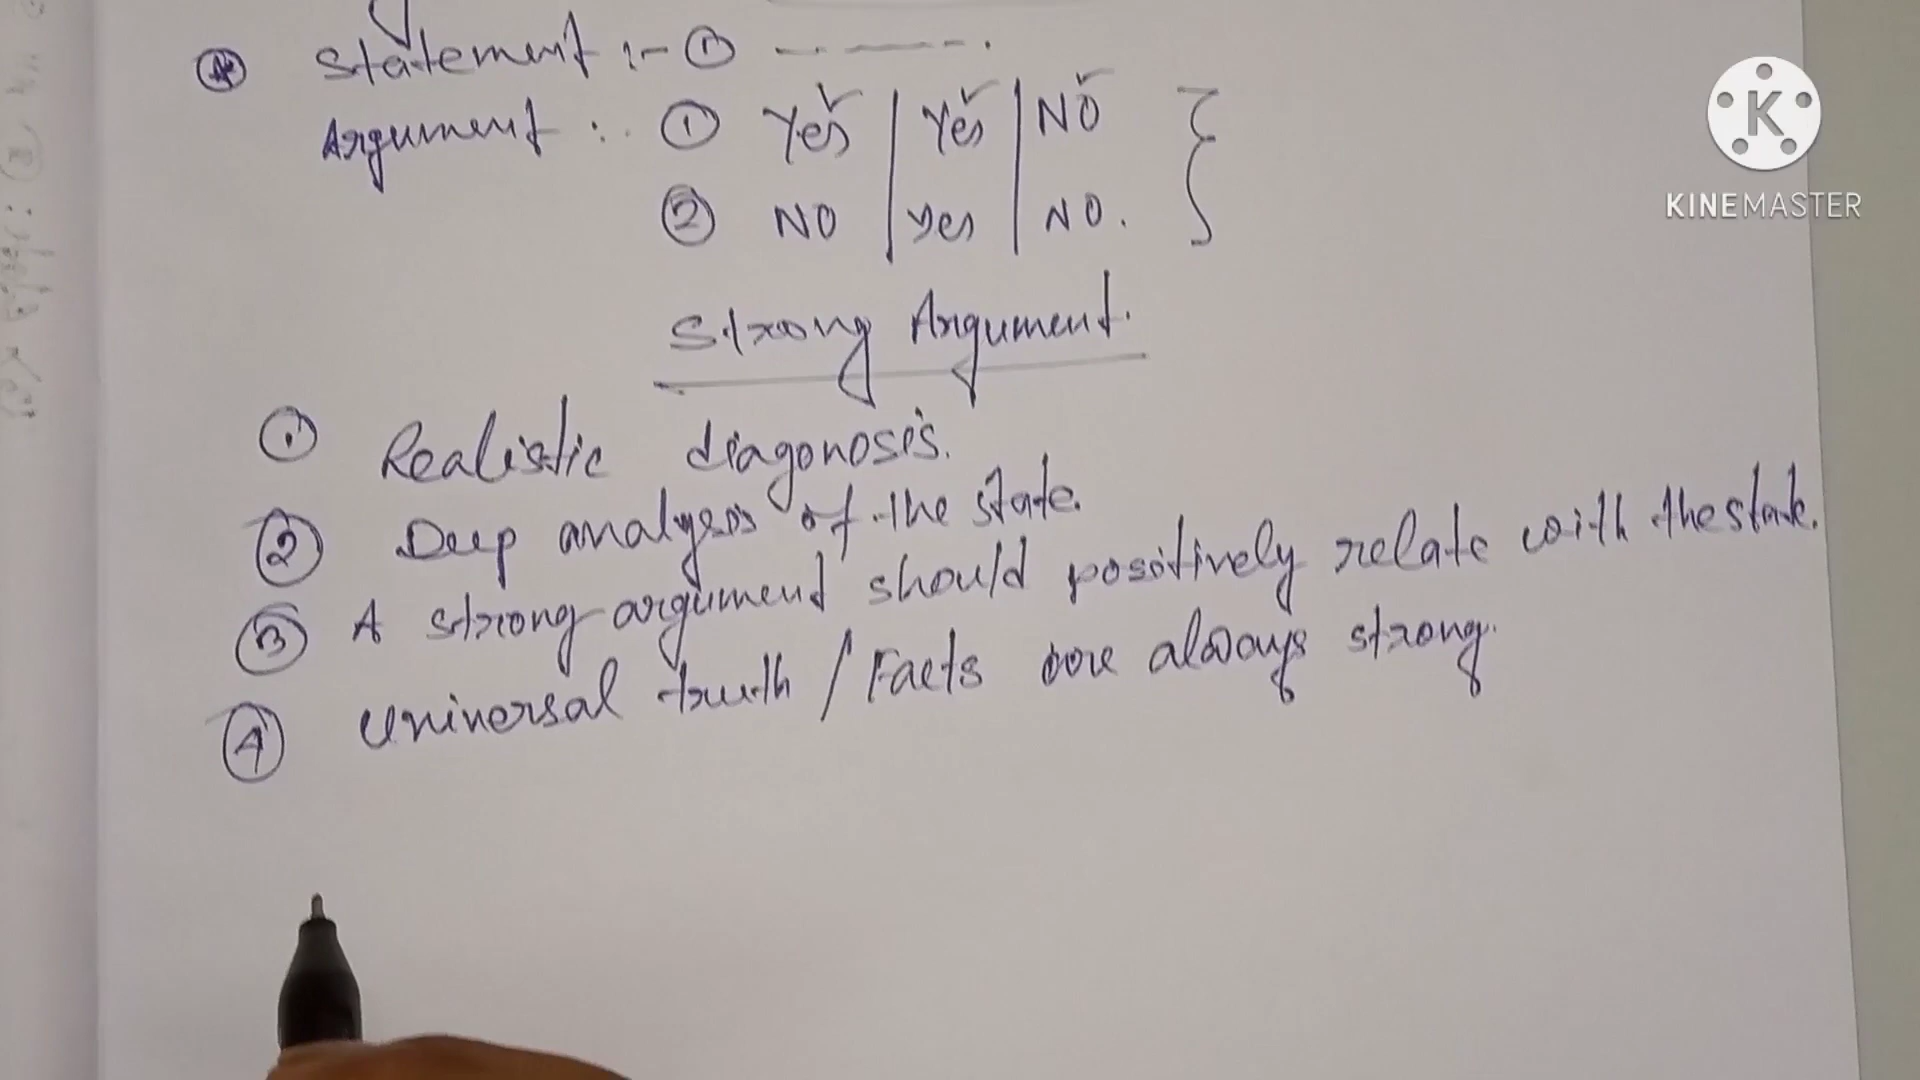 Statement :- ① -- ---- --.
Argument : ① Yes | Yes | NO
② NO | Yes | NO.
Strong Argument.
① Realistic diagonosis.
② Deep analysis of the state.
③ A strong argument should positively relate with the state.
④ Universal truth / Facts are always strong.
K
KINEMASTER